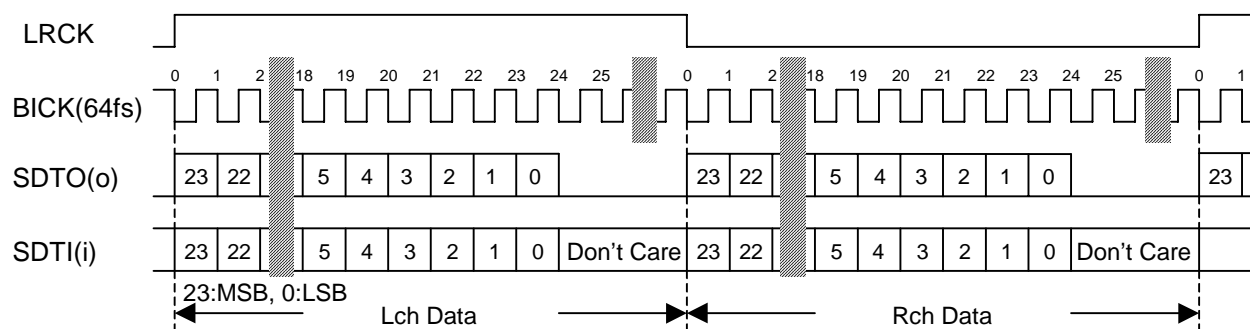 LRCK
0 1 2 18 19 20 21 22 23 24 25 0 1 2 18 19 20 21 22 23 24 25 0 1
BICK(64fs)
SDTO(o) 23 22 5 4 3 2 1 0 23 22 5 4 3 2 1 0 23
SDTI(i) 23 22 5 4 3 2 1 0 Don't Care 23 22 5 4 3 2 1 0 Don't Care
23:MSB, 0:LSB
Lch Data Rch Data